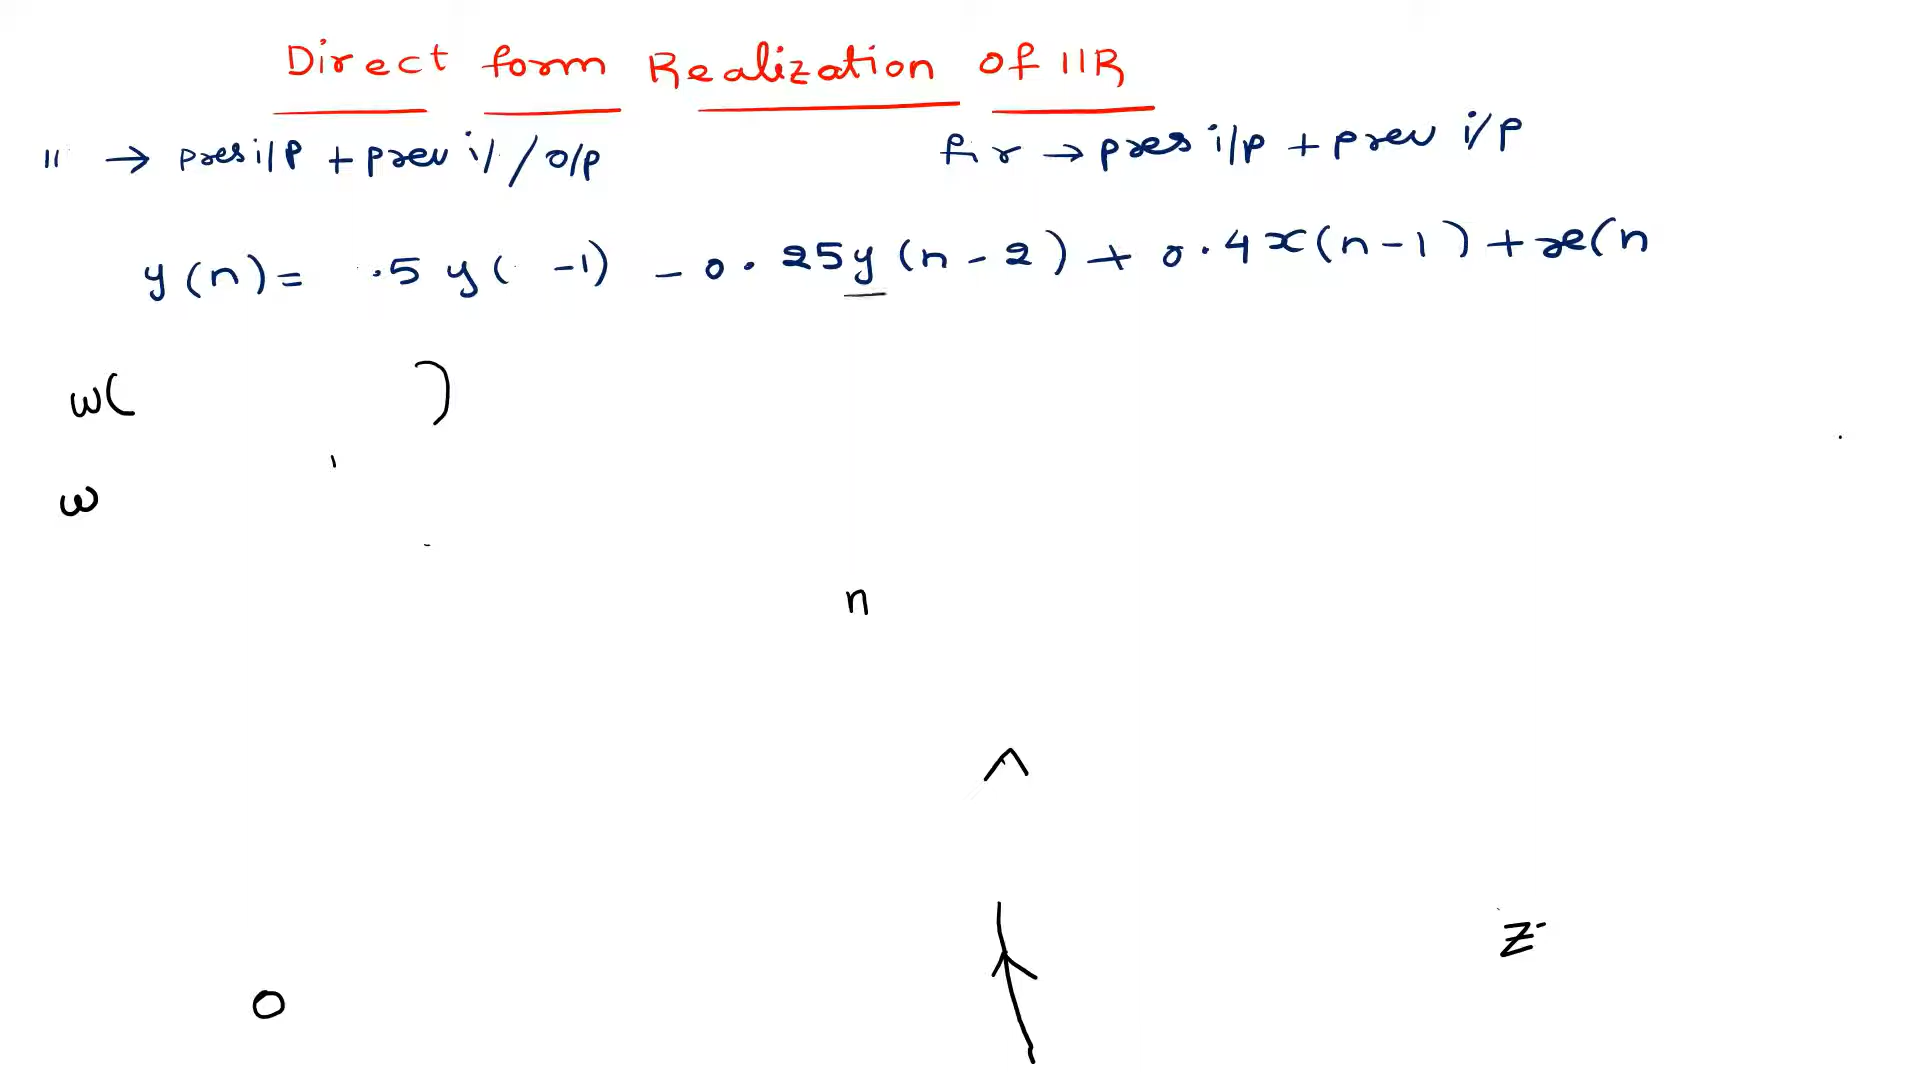 Direct form Realization of IIR
II → pres i/p + prev i/ / o/p
fir → pres i/p + prev i/p
y(n) = .5 y( -1) - 0.25y(n-2) + 0.4x(n-1) + x(n
w( )
w
n
z-
0